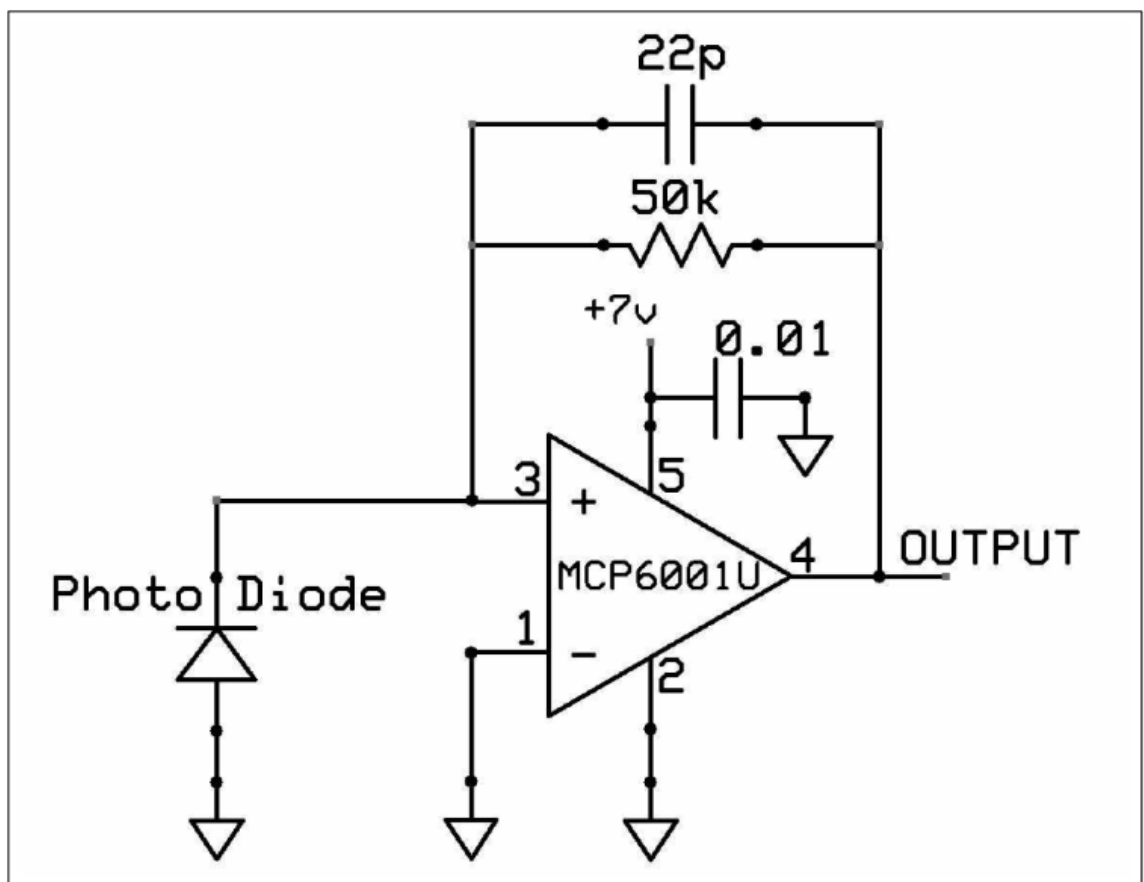 22p
50k
+7v
0.01
3
+
5
MCP6001U
4
OUTPUT
Photo Diode
1
-
2